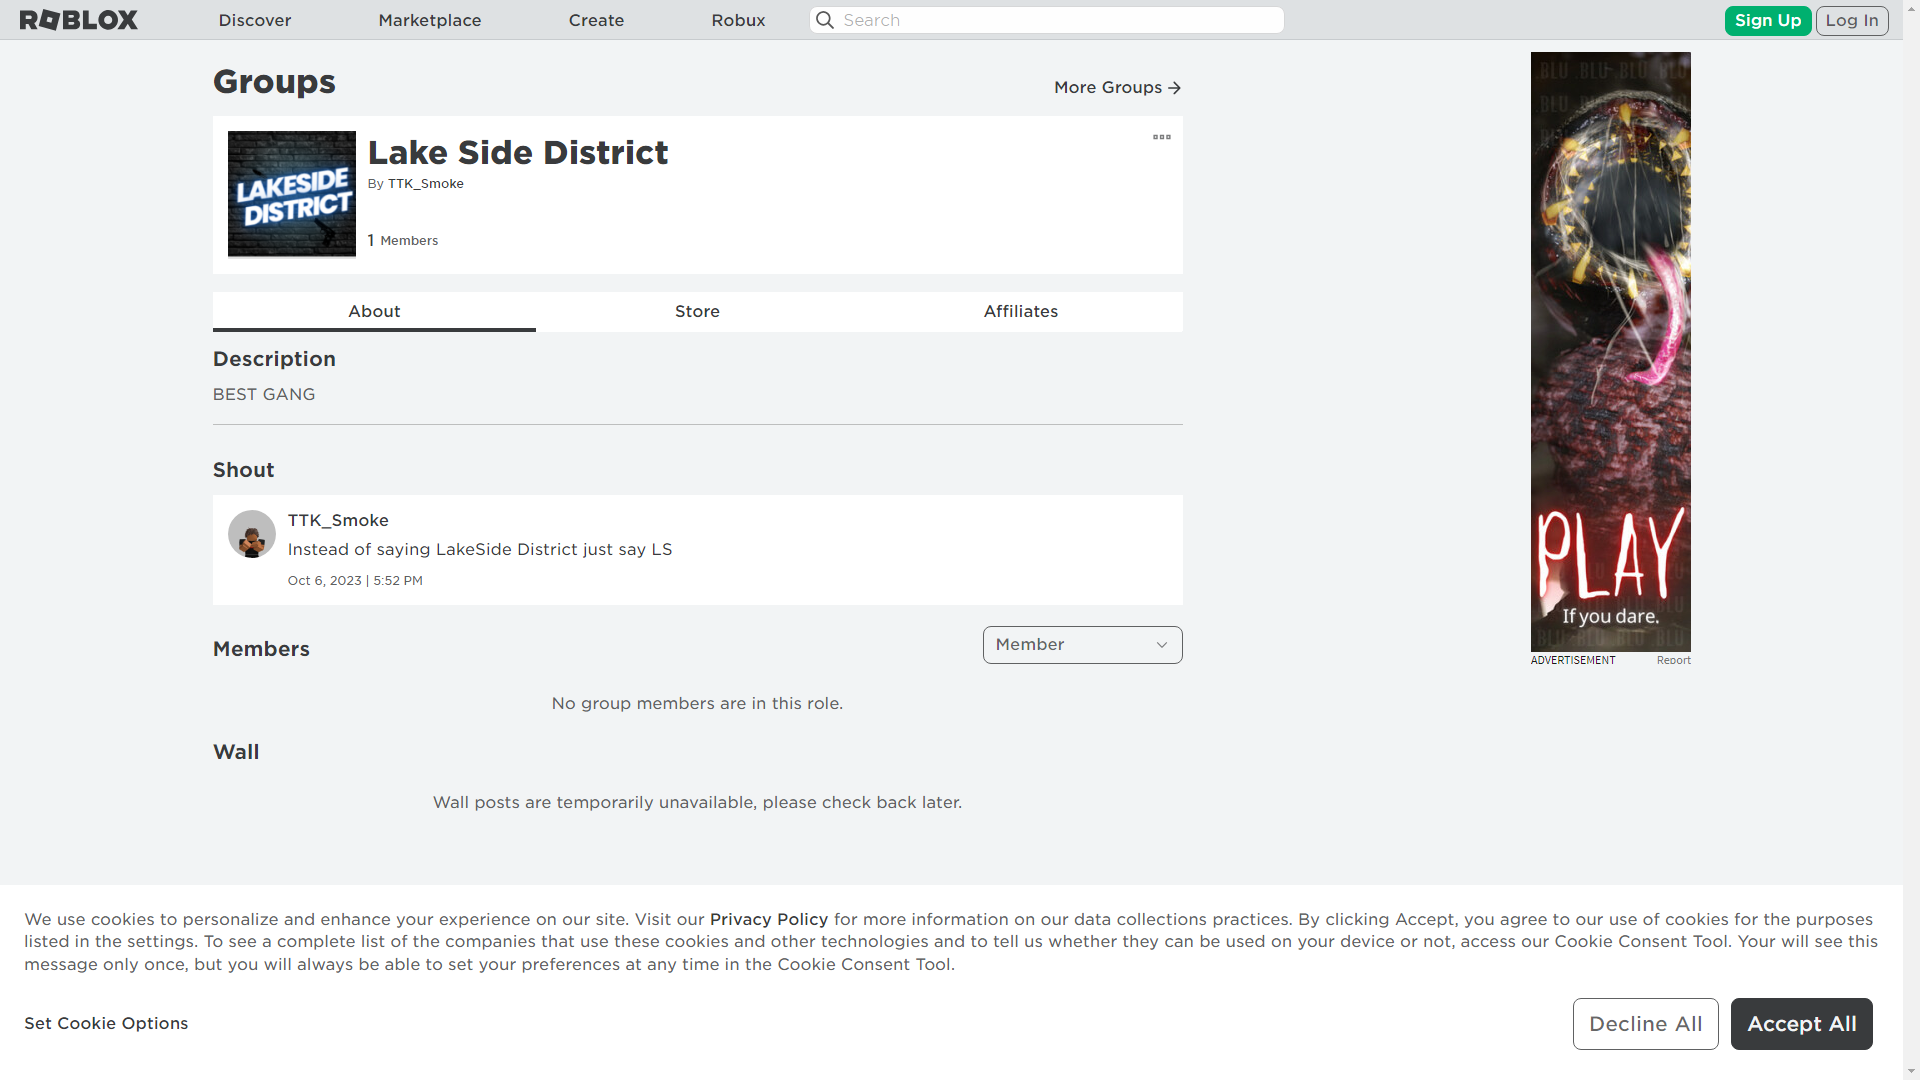 ROBLOX
Discover
Marketplace
Create
Robux
Search
Sign Up
Log In
Groups
More Groups
LAKESIDE
DISTRICT
Lake Side District
By TTK_Smoke
1 Members
About
Store
Affiliates
Description
BEST GANG
Shout
TTK_Smoke
Instead of saying LakeSide District just say LS
Oct 6, 2023 | 5:52 PM
Members
Member
No group members are in this role.
Wall
Wall posts are temporarily unavailable, please check back later.
.BLU .BLU .BLU .BLU
PLAY
If you dare.
ADVERTISEMENT
Report
We use cookies to personalize and enhance your experience on our site. Visit our Privacy Policy for more information on our data collections practices. By clicking Accept, you agree to our use of cookies for the purposes
listed in the settings. To see a complete list of the companies that use these cookies and other technologies and to tell us whether they can be used on your device or not, access our Cookie Consent Tool. Your will see this
message only once, but you will always be able to set your preferences at any time in the Cookie Consent Tool.
Set Cookie Options
Decline All
Accept All